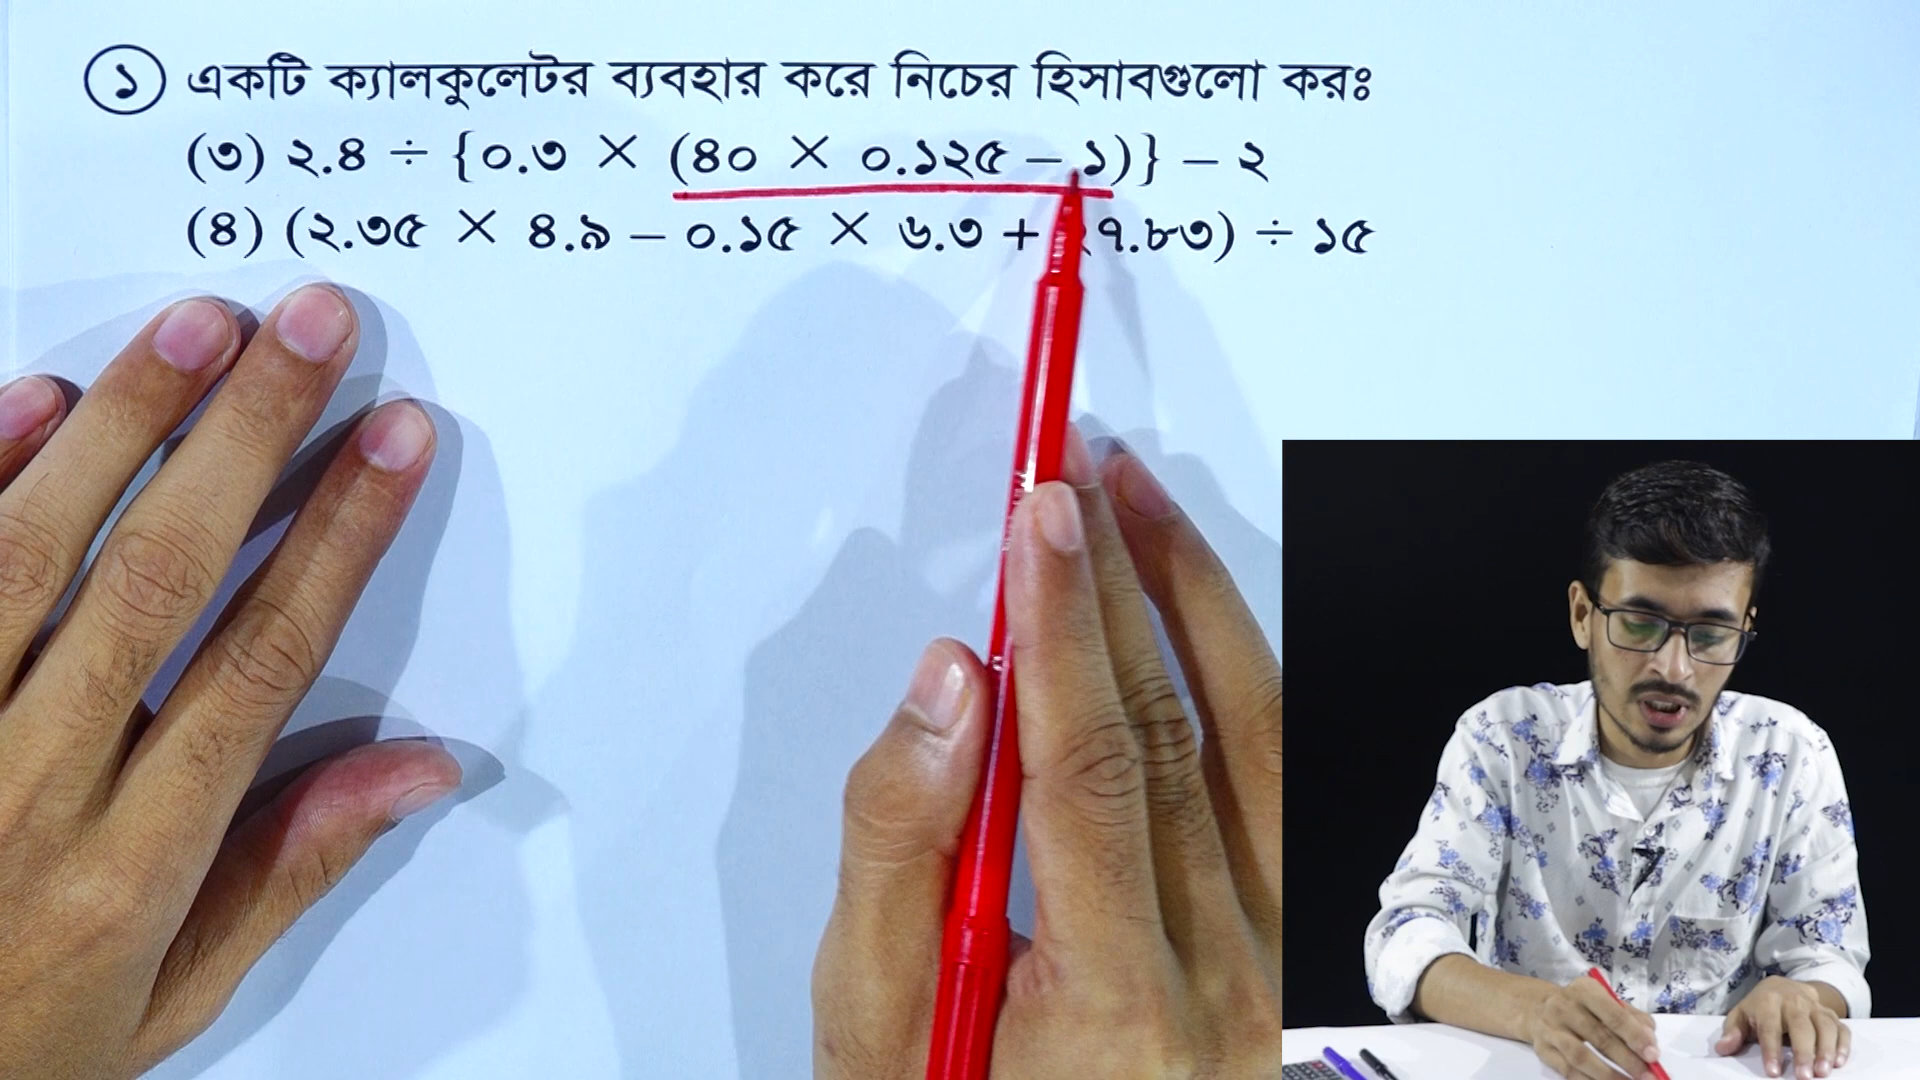 ১ একটি ক্যালকুলেটর ব্যবহার করে নিচের হিসাবগুলো করঃ
(৩) ২.৪ ÷ {০.৩ × (৪০ × ০.১২৫ – ১)} – ২
(৪) (২.৩৫ × ৪.৯ – ০.১৫ × ৬.৩ + ৭.৮৩) ÷ ১৫